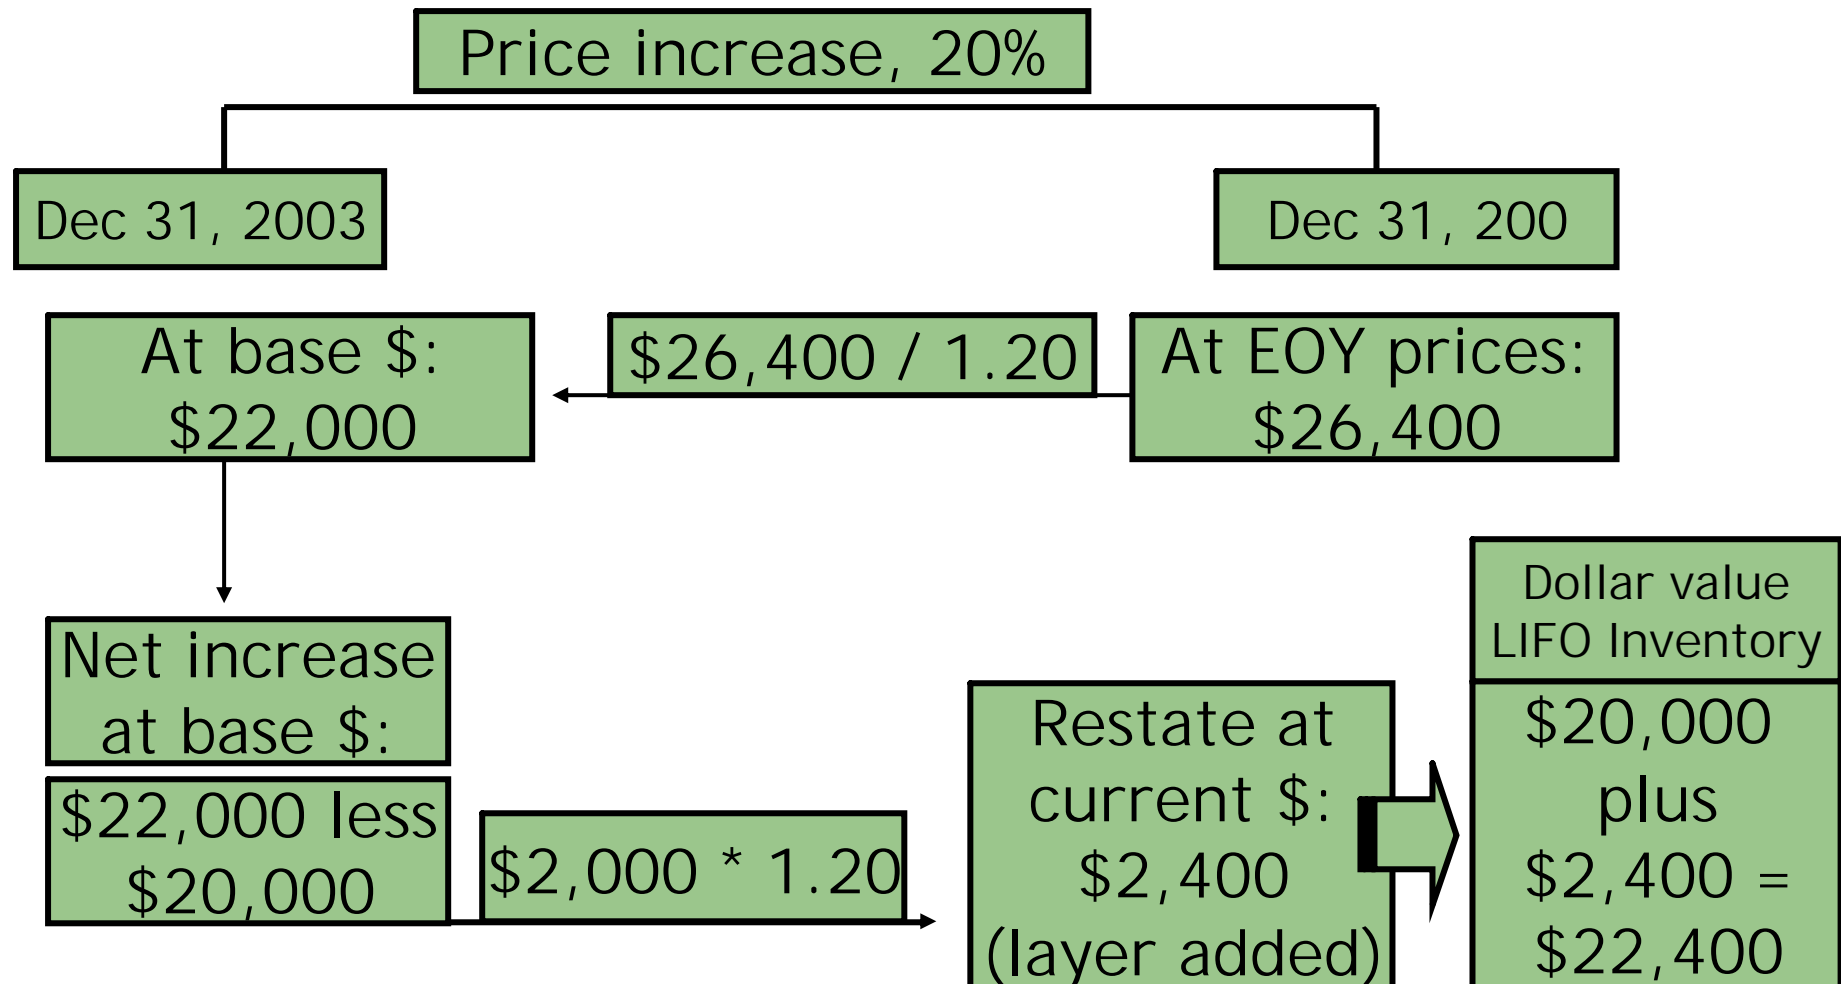 Price increase, 20%
Dec 31, 2003
Dec 31, 200
At base $:
$22,000
$26,400 / 1.20
At EOY prices:
$26,400
Net increase
at base $:
$22,000 less
$20,000
$2,000 * 1.20
Restate at
current $:
$2,400
(layer added)
Dollar value
LIFO Inventory
$20,000
plus
$2,400 =
$22,400